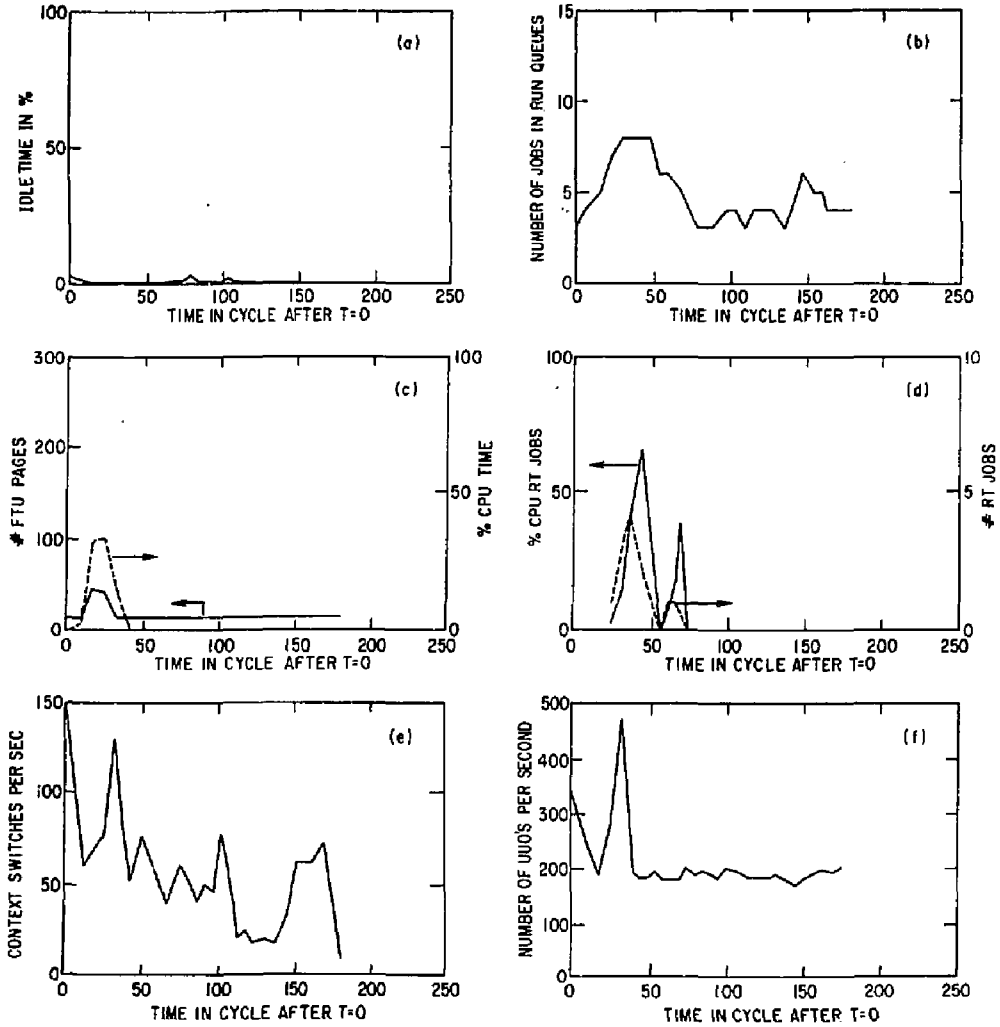 100
50
0
IDLE TIME IN %
(a)
0 50 100 150 200 250
TIME IN CYCLE AFTER T=0
15
10
5
0
NUMBER OF JOBS IN RUN QUEUES
(b)
0 50 100 150 200 250
TIME IN CYCLE AFTER T=0
300
200
100
0
# FTU PAGES
(c)
100
50
0
% CPU TIME
0 50 100 150 200 250
TIME IN CYCLE AFTER T=0
100
50
0
% CPU RT JOBS
(d)
10
5
0
# RT JOBS
0 50 100 150 200 250
TIME IN CYCLE AFTER T=0
150
100
50
0
CONTEXT SWITCHES PER SEC
(e)
0 50 100 150 200 250
TIME IN CYCLE AFTER T=0
500
400
300
200
100
0
NUMBER OF UUO'S PER SECOND
(f)
0 50 100 150 200 250
TIME IN CYCLE AFTER T=0